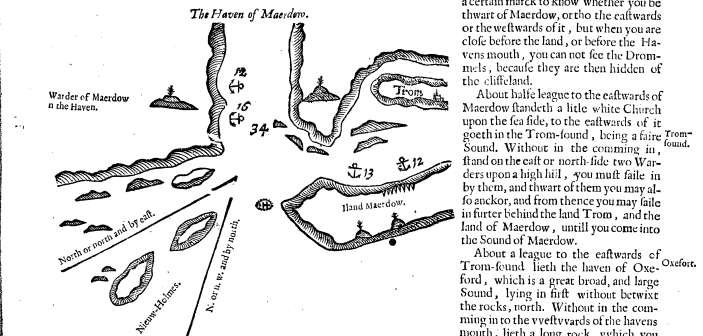 The Haven of Maerdow.
Warder of Maerdow
n the Haven.
12
16
34
Trom
13
12
Iland Maerdow.
North or north and by east.
N. or n. w. and by north.
Nieuw-Holmes.
a certain marck to know whether you be
thwart of Maerdow, or tho the eaſtwards
or the weſtwards of it, but when you are
cloſe before the land, or before the Ha-
vens mouth, you can not ſee the Drom-
mels, becauſe they are then hidden of
the cliffeland.
About halfe league to the eaſtwards of
Maerdow ſtandeth a litle white Church
upon the ſea ſide, to the eaſtwards of it
goeth in the Trom-ſound, being a faire
Sound. Without in the comming in,
ſtand on the eaſt or north-ſide two War-
ders upon a high hill, you muſt ſaile in
by them, and thwart of them you may al-
ſo anckor, and from thence you may ſaile
in furter behinde the land Trom, and the
land of Maerdow, untill you come into
the Sound of Maerdow.
About a league to the eaſtwards of
Trom-ſound lieth the haven of Oxe-
ford, which is a great broad, and large
Sound, lying in firſt without betwixt
the rocks, north. Without in the com-
ming in to the vveſtvvards of the havens
mouth, lieth a long rock, vvhich you
Trom-
ſound.
Oxefort.